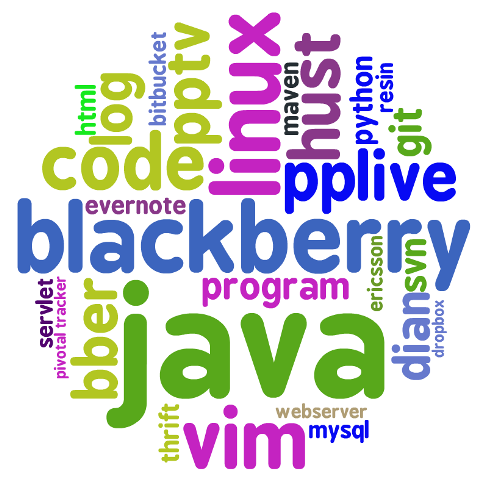 linux
pptv
bitbucket
maven
hust
python
resin
html
log
git
code
pplive
evernote
blackberry
servlet
pivotal tracker
bber
program
ericsson
svn
dian
dropbox
java
thrift
vim
webserver
mysql